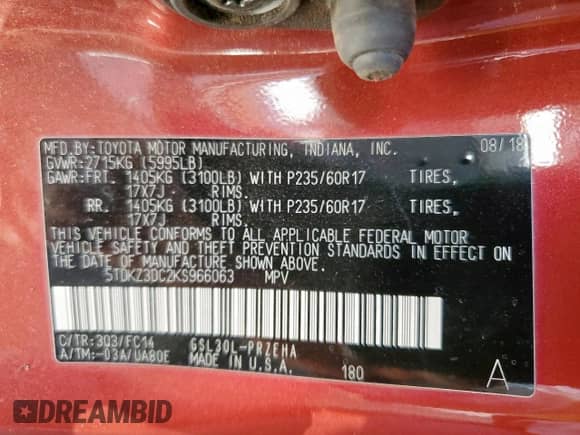 MFD.BY:TOYOTA MOTOR MANUFACTURING, INDIANA, INC. 08/18
GVWR:2715KG (5995LB)
GAWR:FRT. 1405KG (3100LB) WITH P235/60R17 TIRES,
17X7J RIMS.
RR. 1405KG (3100LB) WITH P235/60R17 TIRES,
17X7J RIMS.
THIS VEHICLE CONFORMS TO ALL APPLICABLE FEDERAL MOTOR
VEHICLE SAFETY AND THEFT PREVENTION STANDARDS IN EFFECT ON
THE DATE OF MANUFACTURE SHOWN ABOVE.
5TDKZ3DC2KS966063 MPV
C/TR:3Q3/FC14 GSL30L-PRZEHA
A/TM:-03A/UA80E MADE IN U.S.A.
180 A
DREAMBID